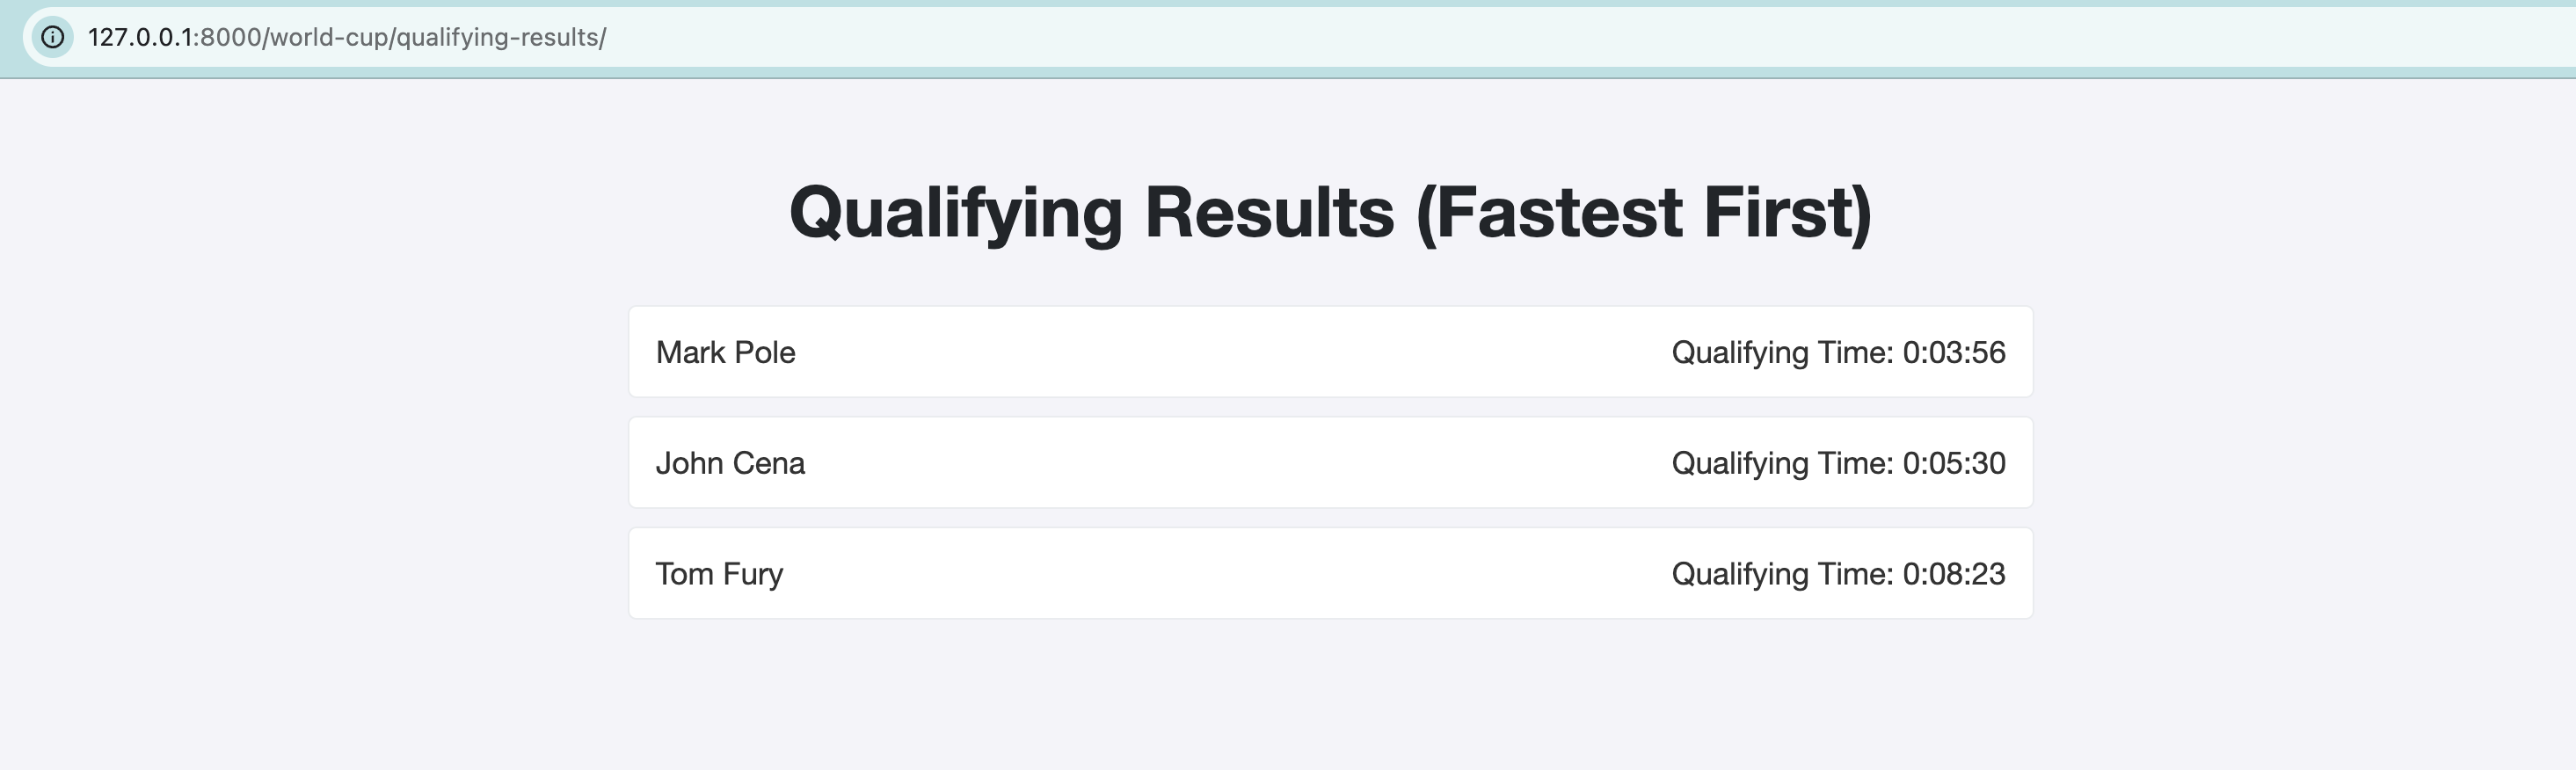 127.0.0.1:8000/world-cup/qualifying-results/
Qualifying Results (Fastest First)
Mark Pole Qualifying Time: 0:03:56
John Cena Qualifying Time: 0:05:30
Tom Fury Qualifying Time: 0:08:23